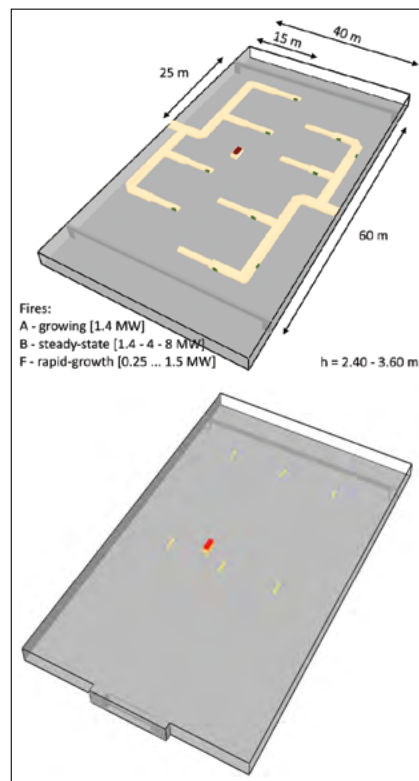 40 m
15 m
25 m
60 m
Fires:
A - growing [1.4 MW]
B - steady-state [1.4 - 4 - 8 MW]
F - rapid-growth [0.25 ... 1.5 MW]
h = 2.40 - 3.60 m